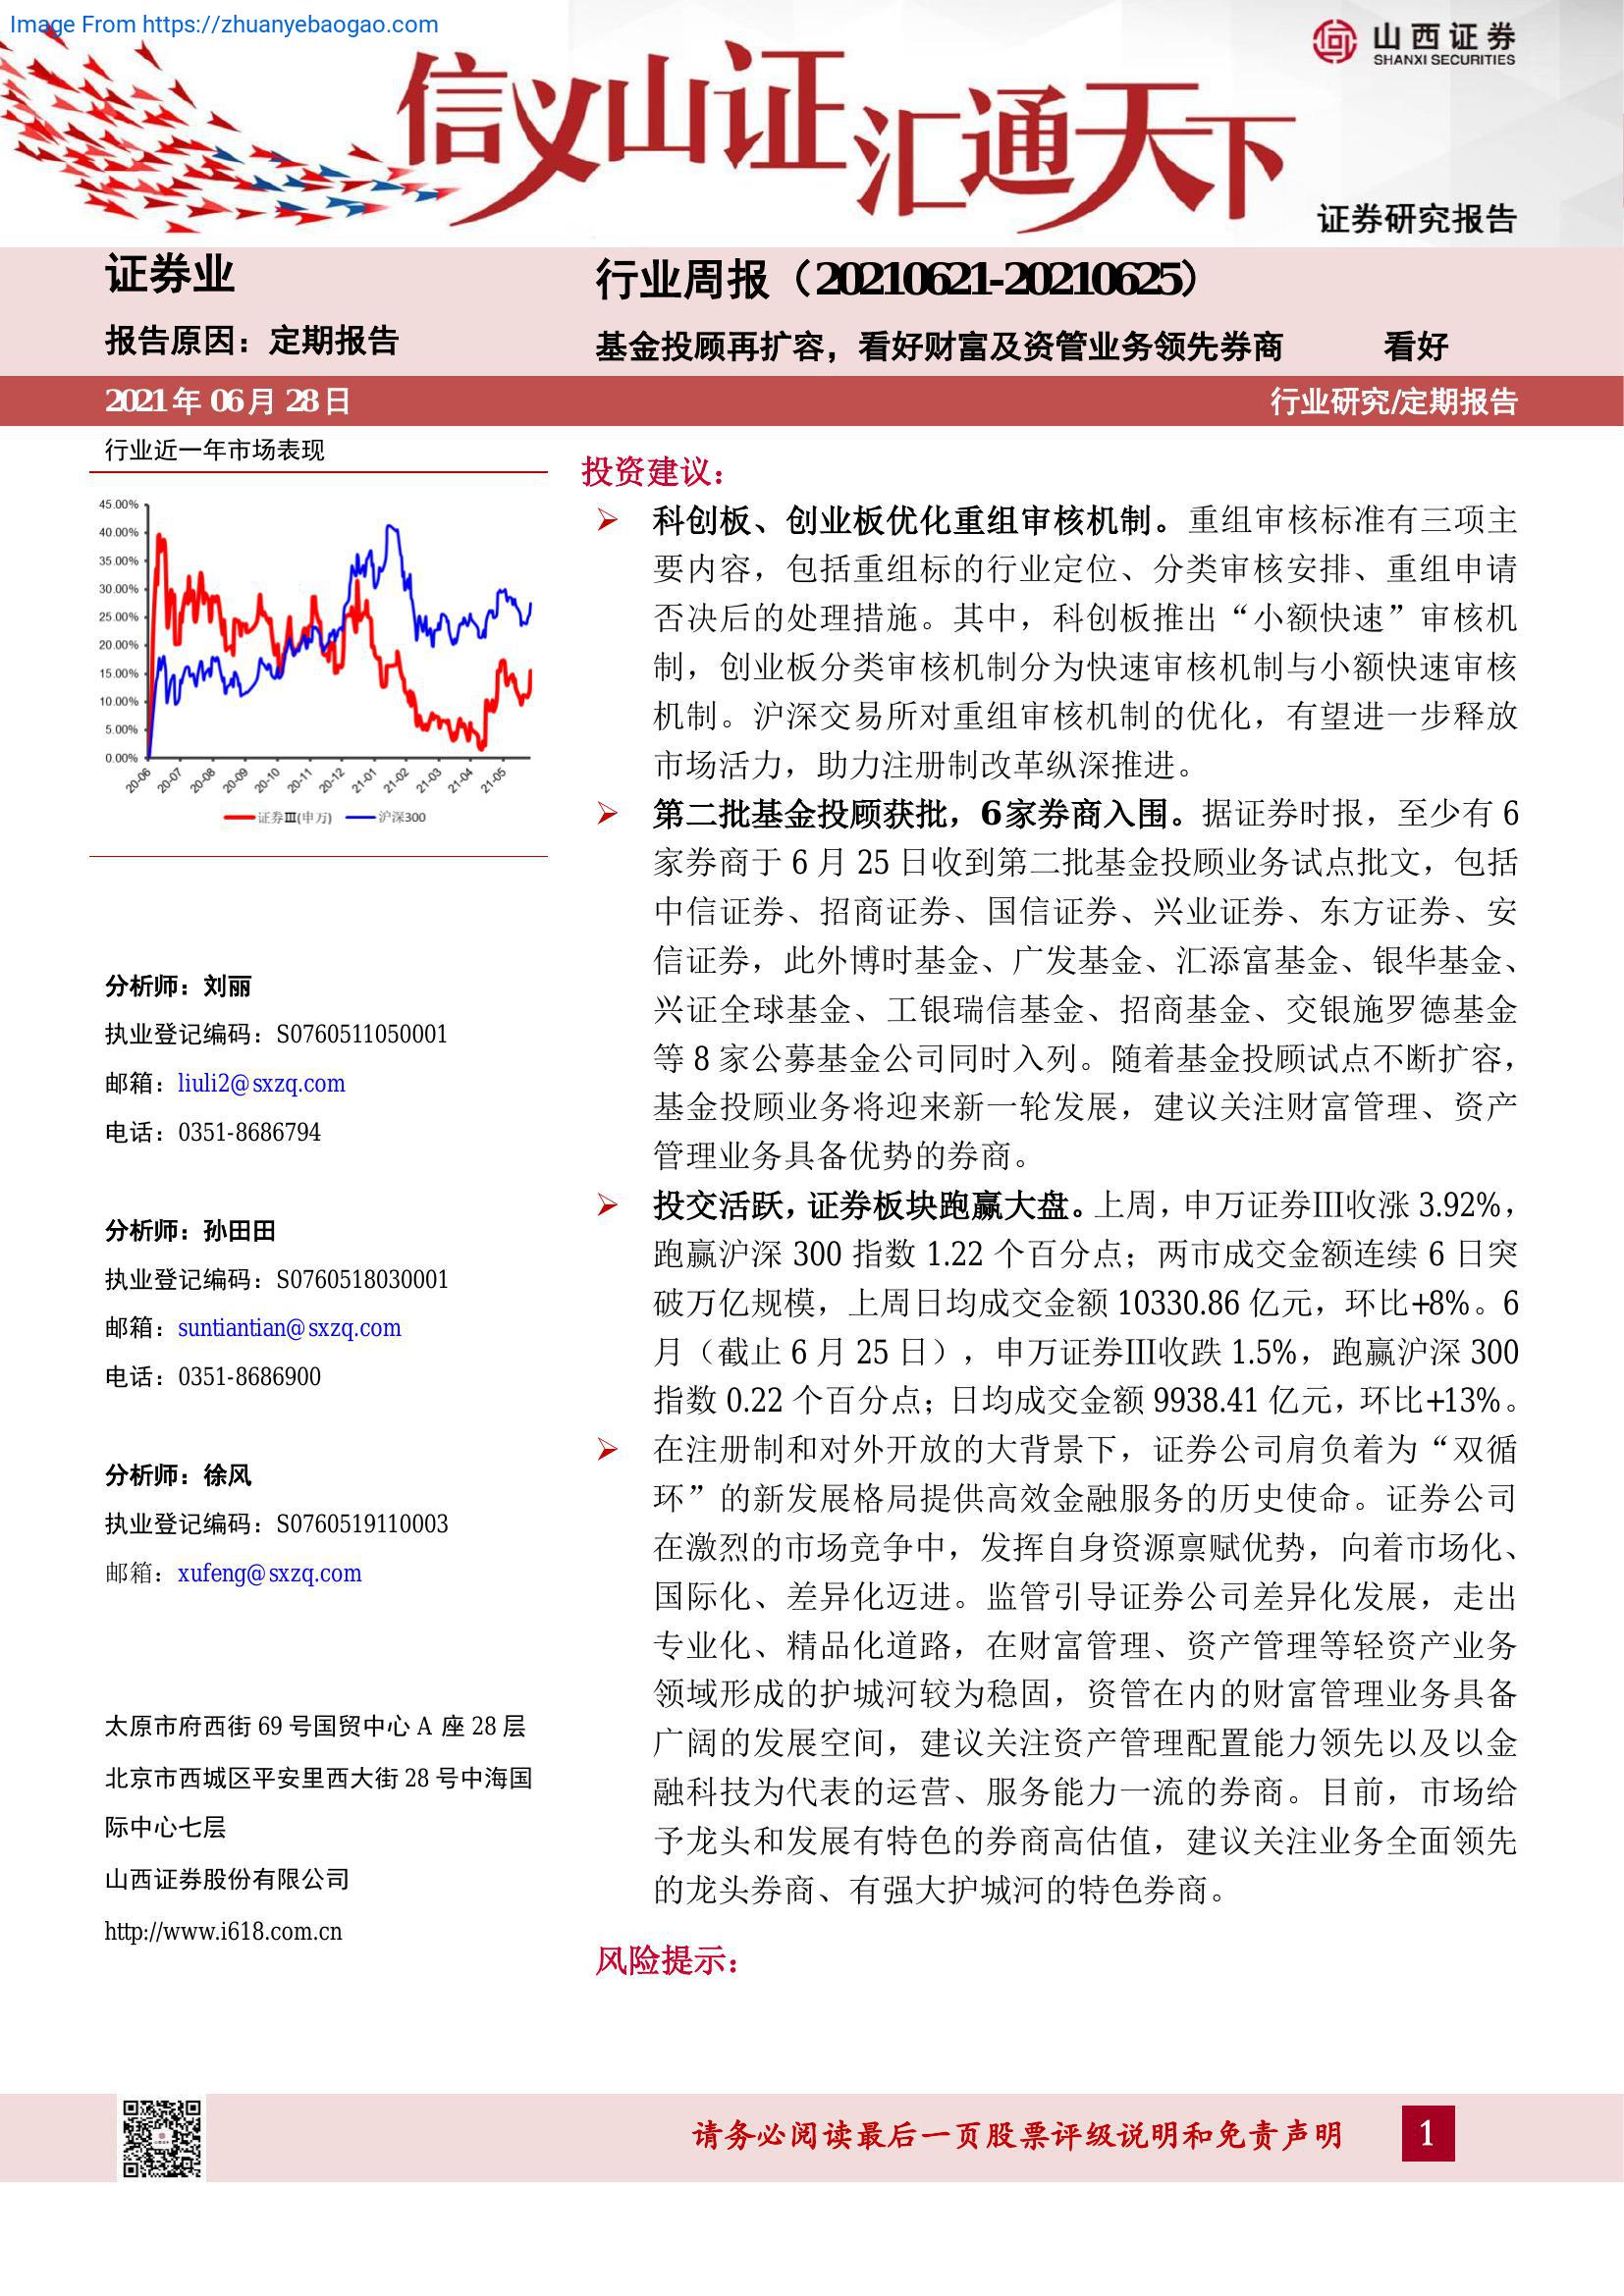 Image From https://zhuanyebaogao.com
山西证券
SHANXI SECURITIES
信义山证汇通天下
证券研究报告
证券业
行业周报（20210621-20210625）
报告原因：定期报告
基金投顾再扩容，看好财富及资管业务领先券商
看好
2021年 06月 28日
行业研究/定期报告
行业近一年市场表现
45.00%
40.00%
35.00%
30.00%
25.00%
20.00%
15.00%
10.00%
5.00%
0.00%
20-06 20-07 20-08 20-09 20-10 20-11 20-12 21-01 21-02 21-03 21-04 21-05
证券Ⅲ(申万) 沪深300
分析师：刘丽
执业登记编码：S0760511050001
邮箱：liuli2@sxzq.com
电话：0351-8686794
分析师：孙田田
执业登记编码：S0760518030001
邮箱：suntiantian@sxzq.com
电话：0351-8686900
分析师：徐风
执业登记编码：S0760519110003
邮箱：xufeng@sxzq.com
太原市府西街 69 号国贸中心 A 座 28 层
北京市西城区平安里西大街 28 号中海国
际中心七层
山西证券股份有限公司
http://www.i618.com.cn
投资建议：
科创板、创业板优化重组审核机制。重组审核标准有三项主
要内容，包括重组标的行业定位、分类审核安排、重组申请
否决后的处理措施。其中，科创板推出“小额快速”审核机
制，创业板分类审核机制分为快速审核机制与小额快速审核
机制。沪深交易所对重组审核机制的优化，有望进一步释放
市场活力，助力注册制改革纵深推进。
第二批基金投顾获批，6家券商入围。据证券时报，至少有 6
家券商于 6 月 25 日收到第二批基金投顾业务试点批文，包括
中信证券、招商证券、国信证券、兴业证券、东方证券、安
信证券，此外博时基金、广发基金、汇添富基金、银华基金、
兴证全球基金、工银瑞信基金、招商基金、交银施罗德基金
等 8 家公募基金公司同时入列。随着基金投顾试点不断扩容，
基金投顾业务将迎来新一轮发展，建议关注财富管理、资产
管理业务具备优势的券商。
投交活跃，证券板块跑赢大盘。上周，申万证券Ⅲ收涨 3.92%，
跑赢沪深 300 指数 1.22 个百分点；两市成交金额连续 6 日突
破万亿规模，上周日均成交金额 10330.86 亿元，环比+8%。6
月（截止 6 月 25 日），申万证券Ⅲ收跌 1.5%，跑赢沪深 300
指数 0.22 个百分点；日均成交金额 9938.41 亿元，环比+13%。
在注册制和对外开放的大背景下，证券公司肩负着为“双循
环”的新发展格局提供高效金融服务的历史使命。证券公司
在激烈的市场竞争中，发挥自身资源禀赋优势，向着市场化、
国际化、差异化迈进。监管引导证券公司差异化发展，走出
专业化、精品化道路，在财富管理、资产管理等轻资产业务
领域形成的护城河较为稳固，资管在内的财富管理业务具备
广阔的发展空间，建议关注资产管理配置能力领先以及以金
融科技为代表的运营、服务能力一流的券商。目前，市场给
予龙头和发展有特色的券商高估值，建议关注业务全面领先
的龙头券商、有强大护城河的特色券商。
风险提示：
请务必阅读最后一页股票评级说明和免责声明
1